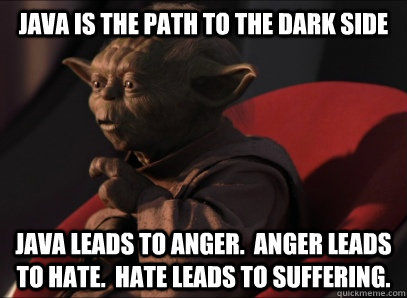 JAVA IS THE PATH TO THE DARK SIDE
JAVA LEADS TO ANGER.  ANGER LEADS
TO HATE.  HATE LEADS TO SUFFERING.
quickmeme.com